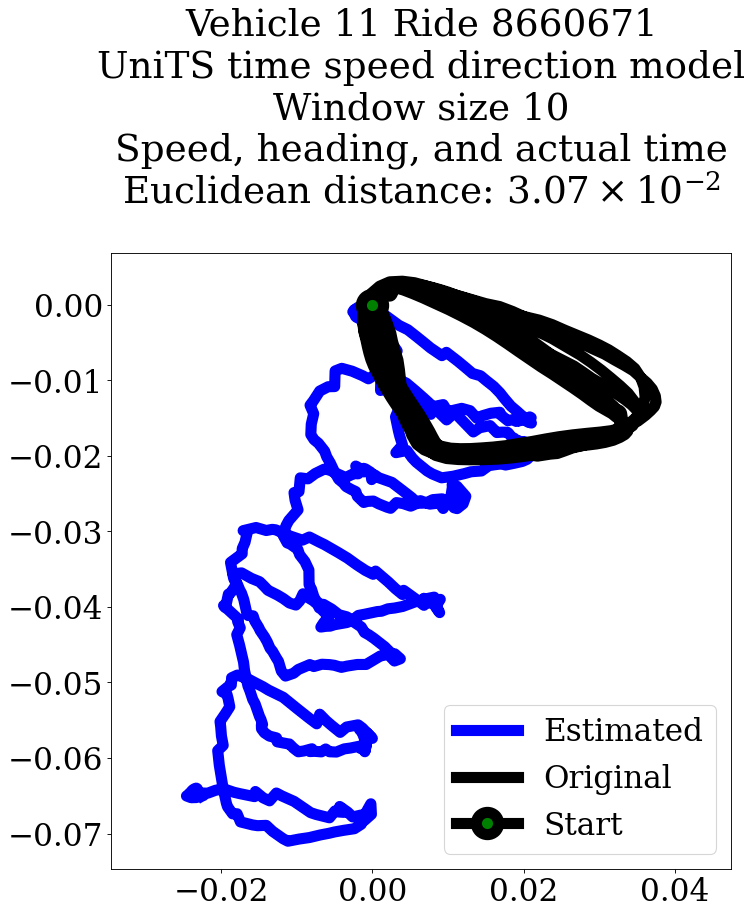 Vehicle 11 Ride 8660671
UniTS time speed direction model
Window size 10
Speed, heading, and actual time
Euclidean distance: 3.07 × 10⁻²
0.00
−0.01
−0.02
−0.03
−0.04
−0.05
−0.06
−0.07
Estimated
Original
Start
−0.02 0.00 0.02 0.04